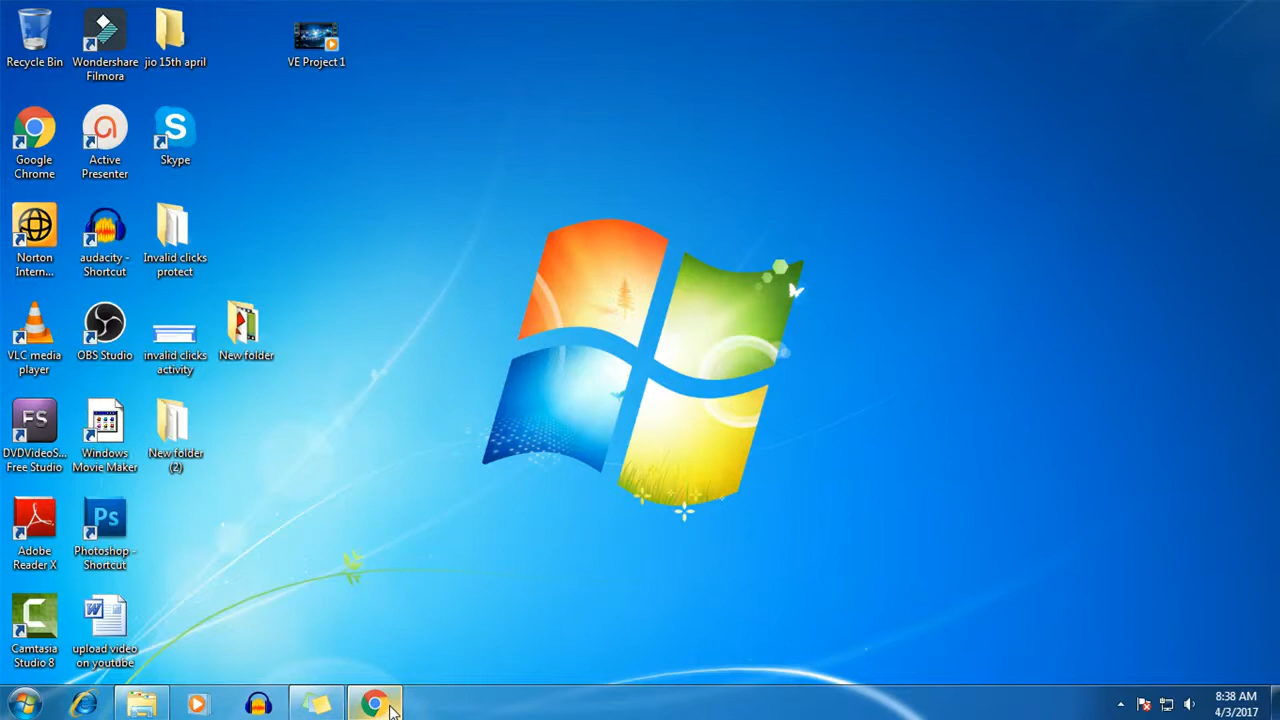 Recycle Bin
Wondershare
Filmora
jio 15th april
VE Project 1
Google
Chrome
Active
Presenter
S
Skype
Norton
Intern...
audacity -
Shortcut
Invalid clicks
protect
VLC media
player
OBS Studio
invalid clicks
activity
New folder
FS
DVDVideoS...
Free Studio
Windows
Movie Maker
New folder
(2)
Adobe
Reader X
Ps
Photoshop -
Shortcut
C
Camtasia
Studio 8
W
upload video
on youtube
8:38 AM
4/3/2017